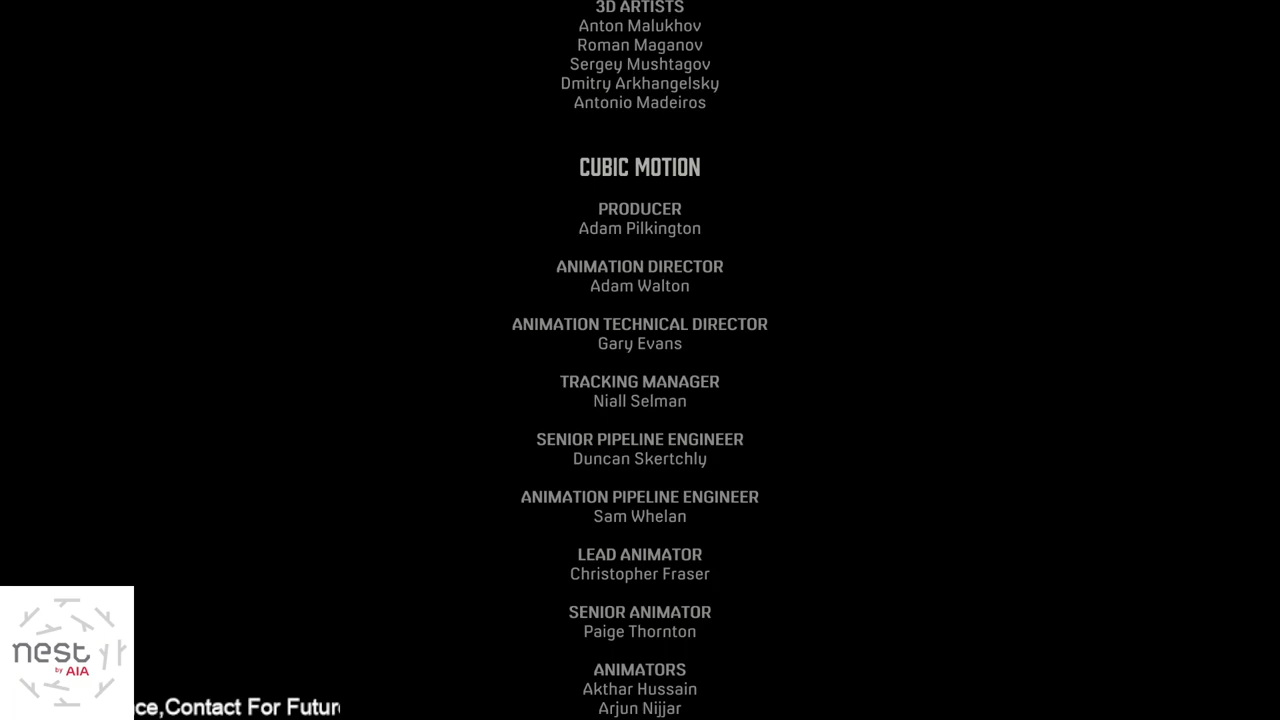 3D ARTISTS
Anton Malukhov
Roman Maganov
Sergey Mushtagov
Dmitry Arkhangelsky
Antonio Madeiros
CUBIC MOTION
PRODUCER
Adam Pilkington
ANIMATION DIRECTOR
Adam Walton
ANIMATION TECHNICAL DIRECTOR
Gary Evans
TRACKING MANAGER
Niall Selman
SENIOR PIPELINE ENGINEER
Duncan Skertchly
ANIMATION PIPELINE ENGINEER
Sam Whelan
LEAD ANIMATOR
Christopher Fraser
SENIOR ANIMATOR
Paige Thornton
ANIMATORS
Akthar Hussain
Arjun Nijjar
nest
by AIA
ce,Contact For Futur